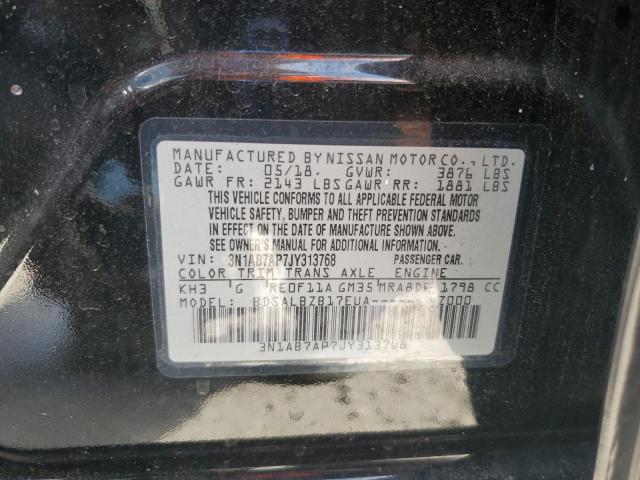 MANUFACTURED BY NISSAN MOTOR CO., LTD.
DATE: 05/18. GVWR: 3876 LBS
GAWR FR: 2143 LBS GAWR RR: 1881 LBS
THIS VEHICLE CONFORMS TO ALL APPLICABLE FEDERAL MOTOR
VEHICLE SAFETY, BUMPER AND THEFT PREVENTION STANDARDS
IN EFFECT ON THE DATE OF MANUFACTURE SHOWN ABOVE.
SEE OWNER'S MANUAL FOR ADDITIONAL INFORMATION
VIN: 3N1AB7AP7JY313768 PASSENGER CAR.
COLOR TRIM TRANS AXLE ENGINE
KH3 G RE0F11A GM35 MRA8DE 1798 CC
MODEL: BDSALBZB17EUA-----
3N1AB7AP7JY313768